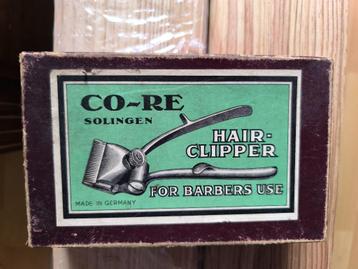 CO-RE
SOLINGEN
HAIR-
CLIPPER
FOR BARBERS USE
MADE IN GERMANY